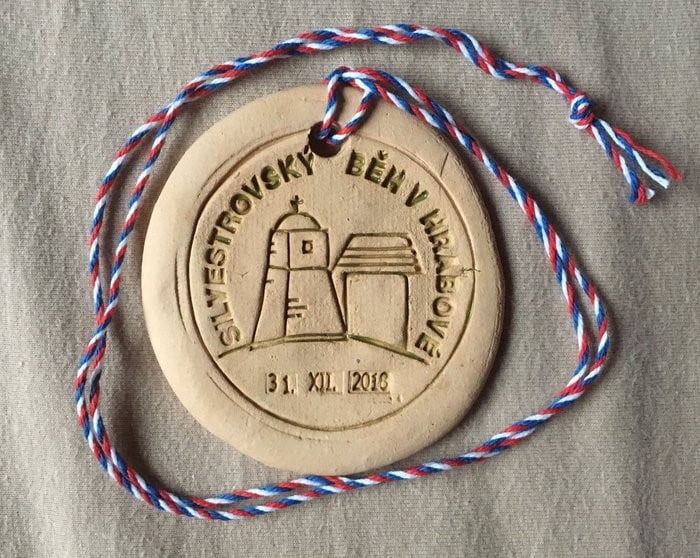 SILVESTROVSKÝ BĚH V HRABOVÉ
31. XII. 2016